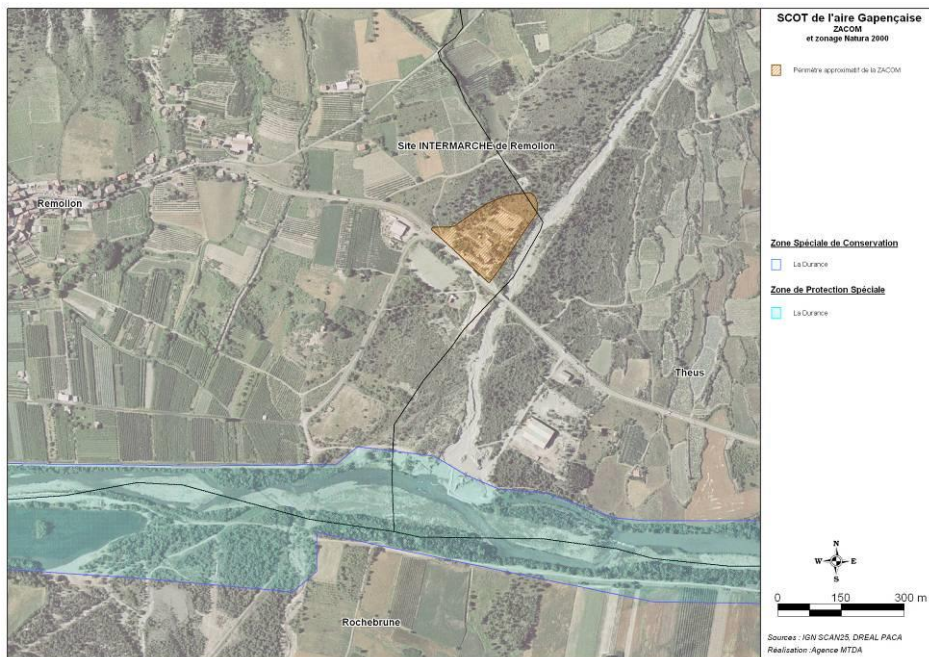 SCOT de l'aire Gapençaise
ZACOM
et zonage Natura 2000
Périmètre approximatif de la ZACOM
Site INTERMARCHE de Remollon
Remollon
Zone Spéciale de Conservation
La Durance
Zone de Protection Spéciale
La Durance
Theus
Rochebrune
N
W E
S
0 150 300 m
Sources : IGN SCAN25, DREAL PACA
Réalisation : Agence MTDA